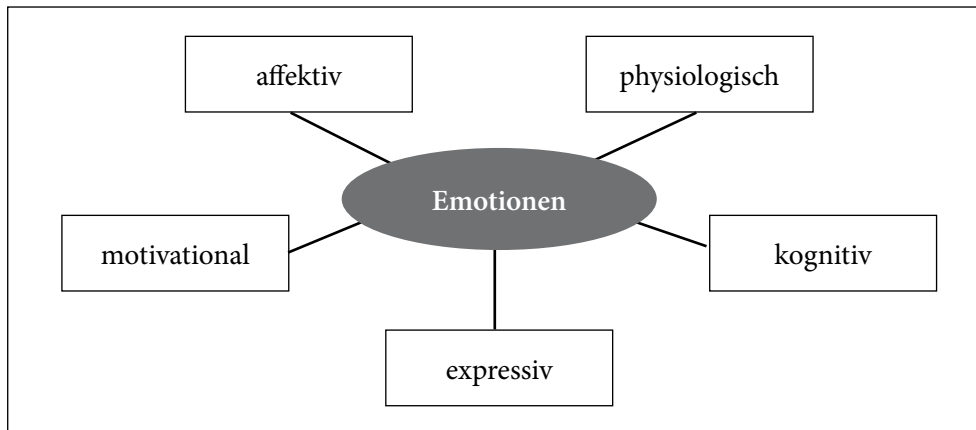 affektiv
physiologisch
Emotionen
motivational
kognitiv
expressiv